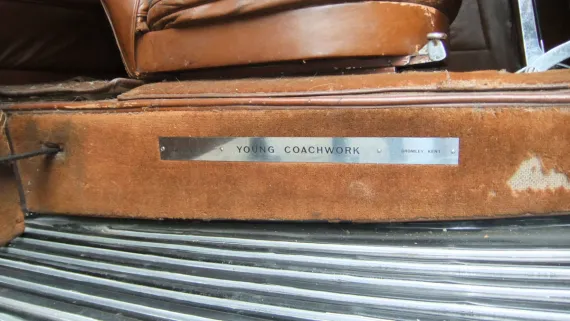 YOUNG COACHWORK BROMLEY, KENT